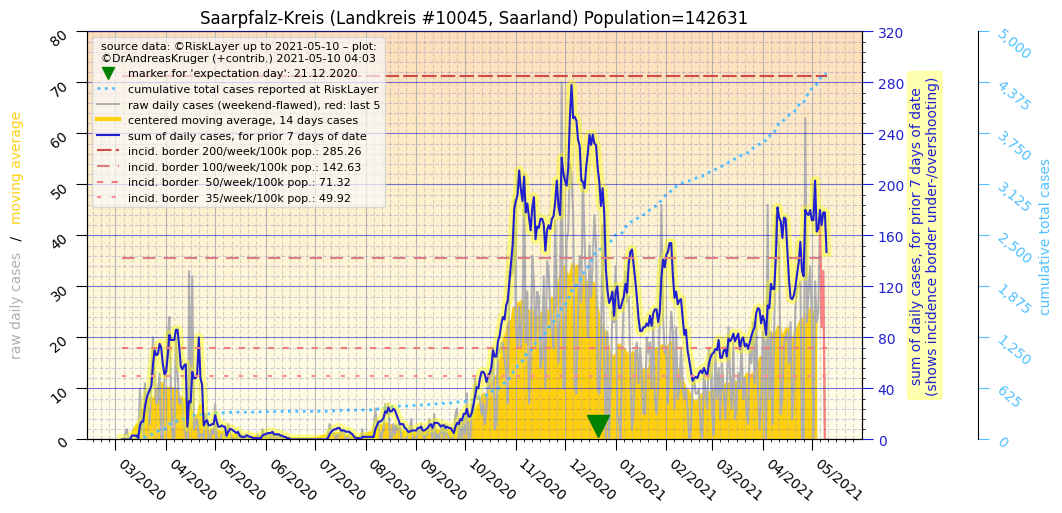 Saarpfalz-Kreis (Landkreis #10045, Saarland) Population=142631
source data: ©RiskLayer up to 2021-05-10 – plot:
©DrAndreasKruger (+contrib.) 2021-05-10 04:03
marker for 'expectation day': 21.12.2020
cumulative total cases reported at RiskLayer
raw daily cases (weekend-flawed), red: last 5
centered moving average, 14 days cases
sum of daily cases, for prior 7 days of date
incid. border 200/week/100k pop.: 285.26
incid. border 100/week/100k pop.: 142.63
incid. border  50/week/100k pop.: 71.32
incid. border  35/week/100k pop.: 49.92
raw daily cases / moving average
80
70
60
50
40
30
20
10
0
03/2020
04/2020
05/2020
06/2020
07/2020
08/2020
09/2020
10/2020
11/2020
12/2020
01/2021
02/2021
03/2021
04/2021
05/2021
320
280
240
200
160
120
80
40
0
sum of daily cases, for prior 7 days of date
(shows incidence border under-/overshooting)
5,000
4,375
3,750
3,125
2,500
1,875
1,250
625
0
cumulative total cases